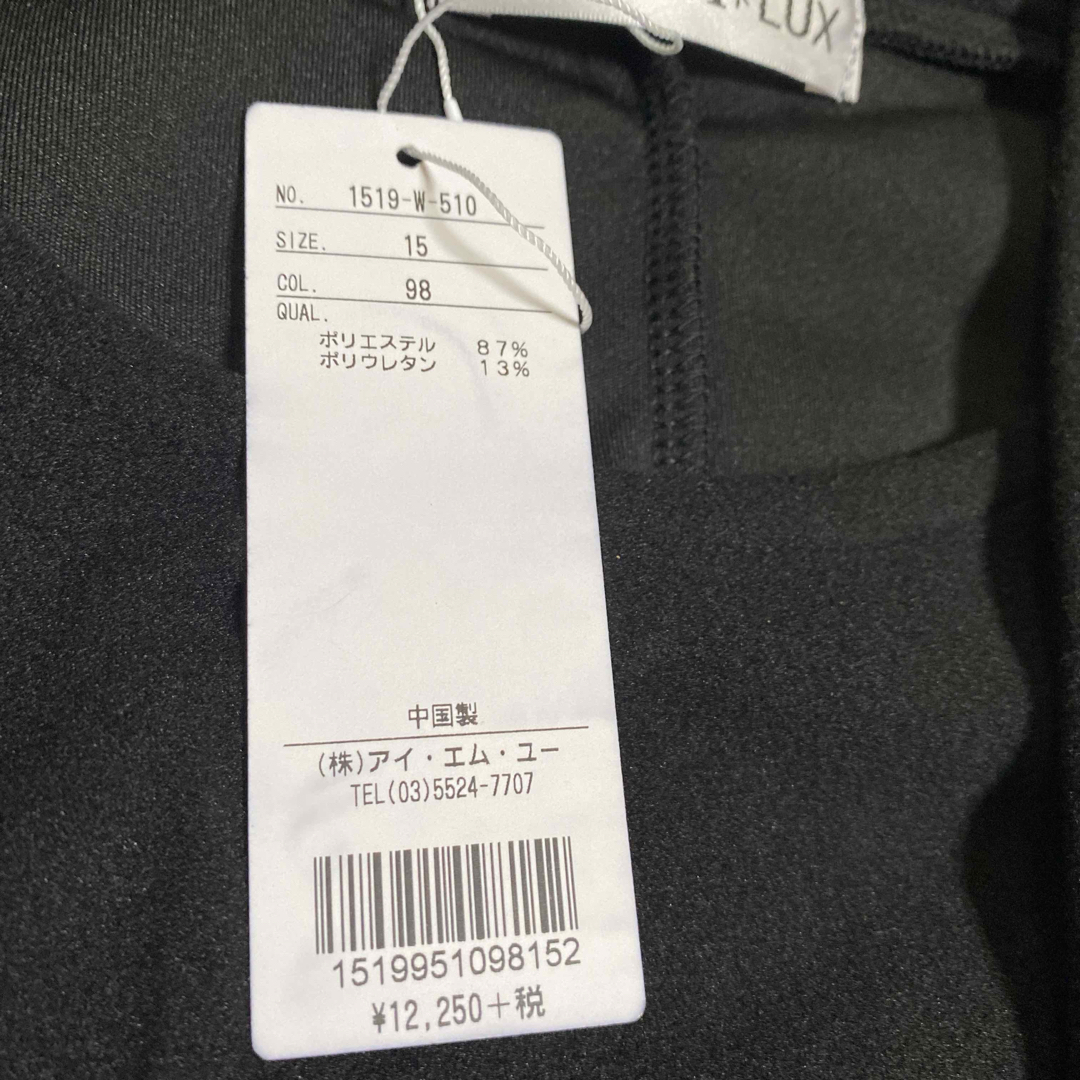 LUX
NO. 1519-W-510
SIZE. 15
COL. 98
QUAL.
ポリエステル 87%
ポリウレタン 13%
中国製
(株)アイ・エム・ユー
TEL(03)5524-7707
1519951098152
¥12,250+税